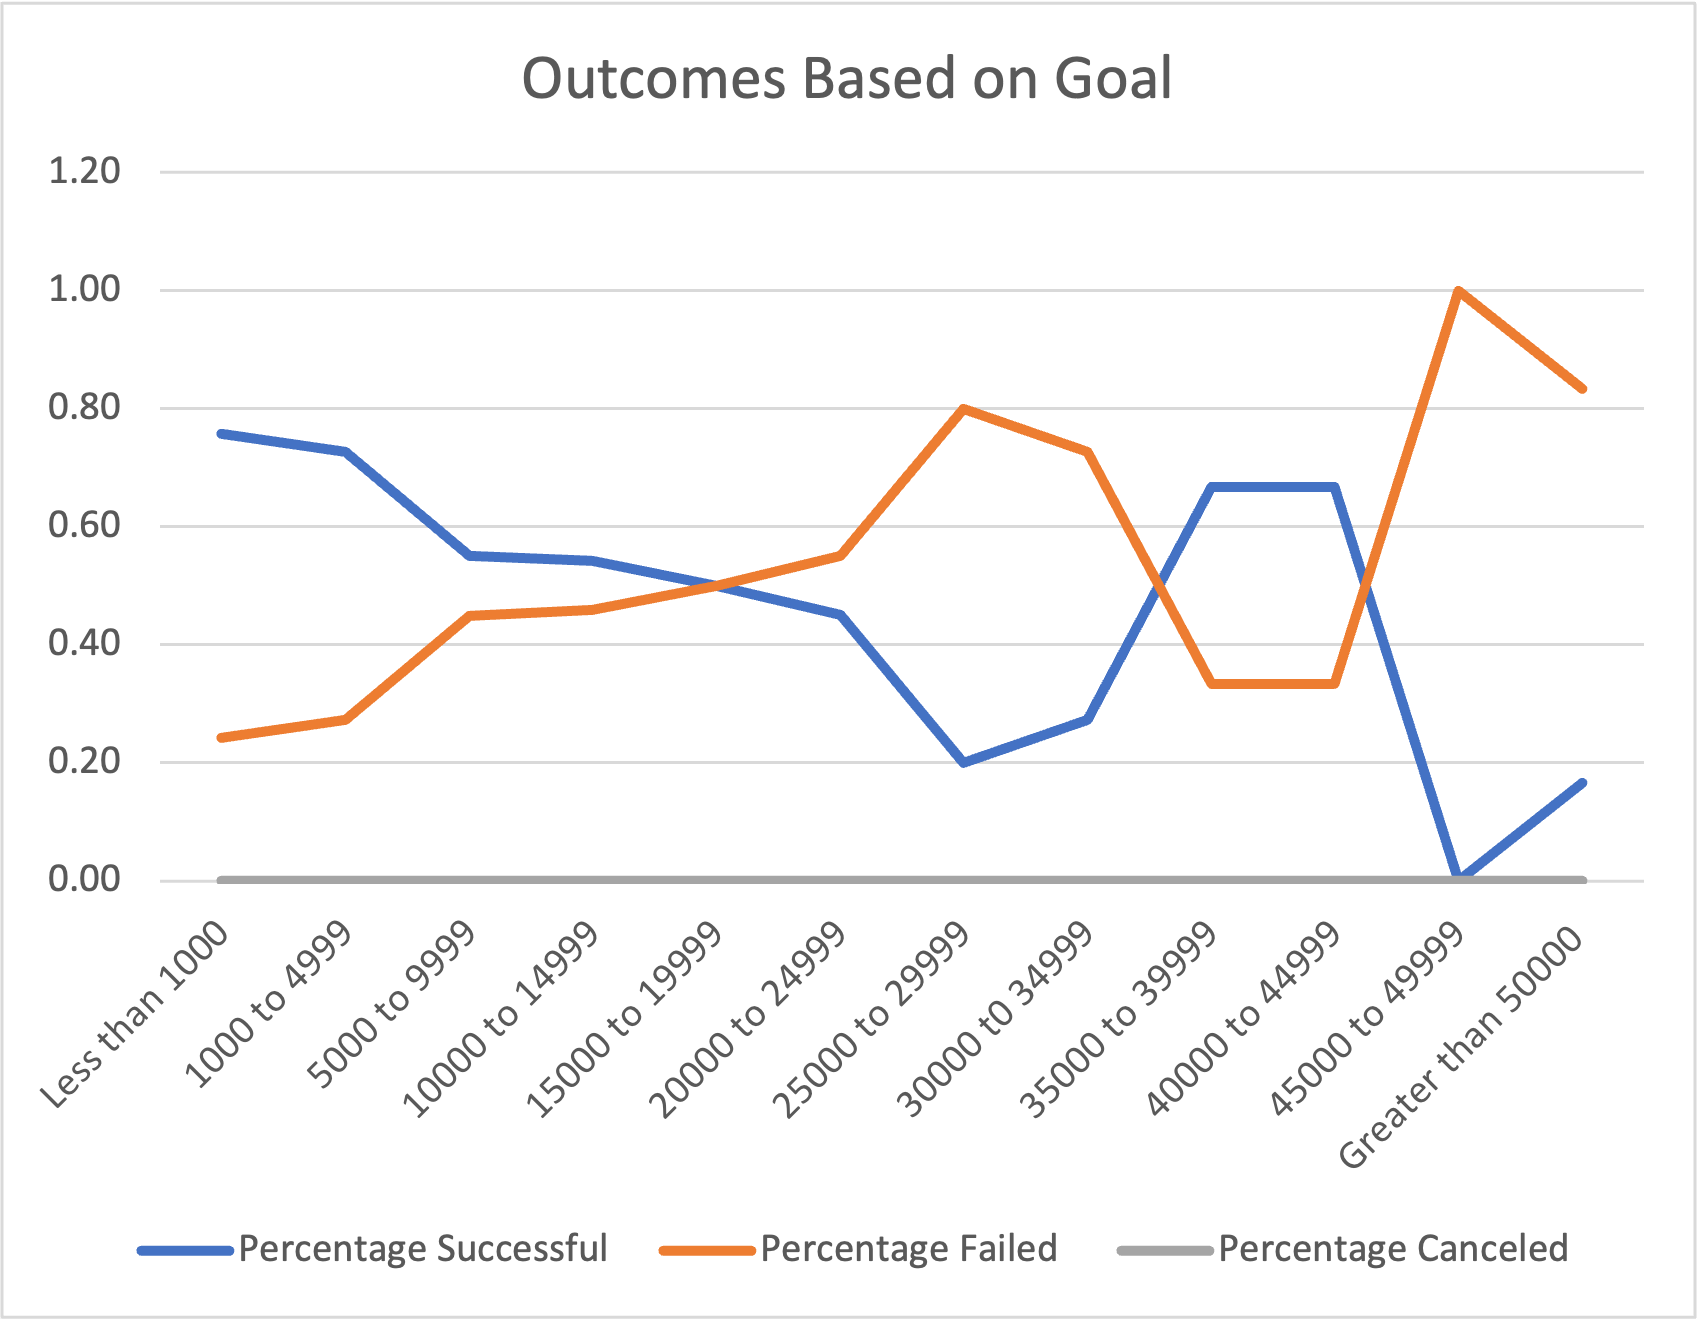 Outcomes Based on Goal
1.20
1.00
0.80
0.60
0.40
0.20
0.00
Less than 1000
1000 to 4999
5000 to 9999
10000 to 14999
15000 to 19999
20000 to 24999
25000 to 29999
30000 t0 34999
35000 to 39999
40000 to 44999
45000 to 49999
Greater than 50000
Percentage Successful
Percentage Failed
Percentage Canceled